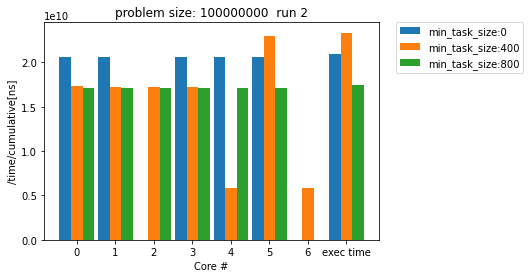 problem size: 100000000  run 2
1e10
min_task_size:0
min_task_size:400
min_task_size:800
2.0
1.5
1.0
0.5
0.0
/time/cumulative[ns]
0 1 2 3 4 5 6 exec time
Core #